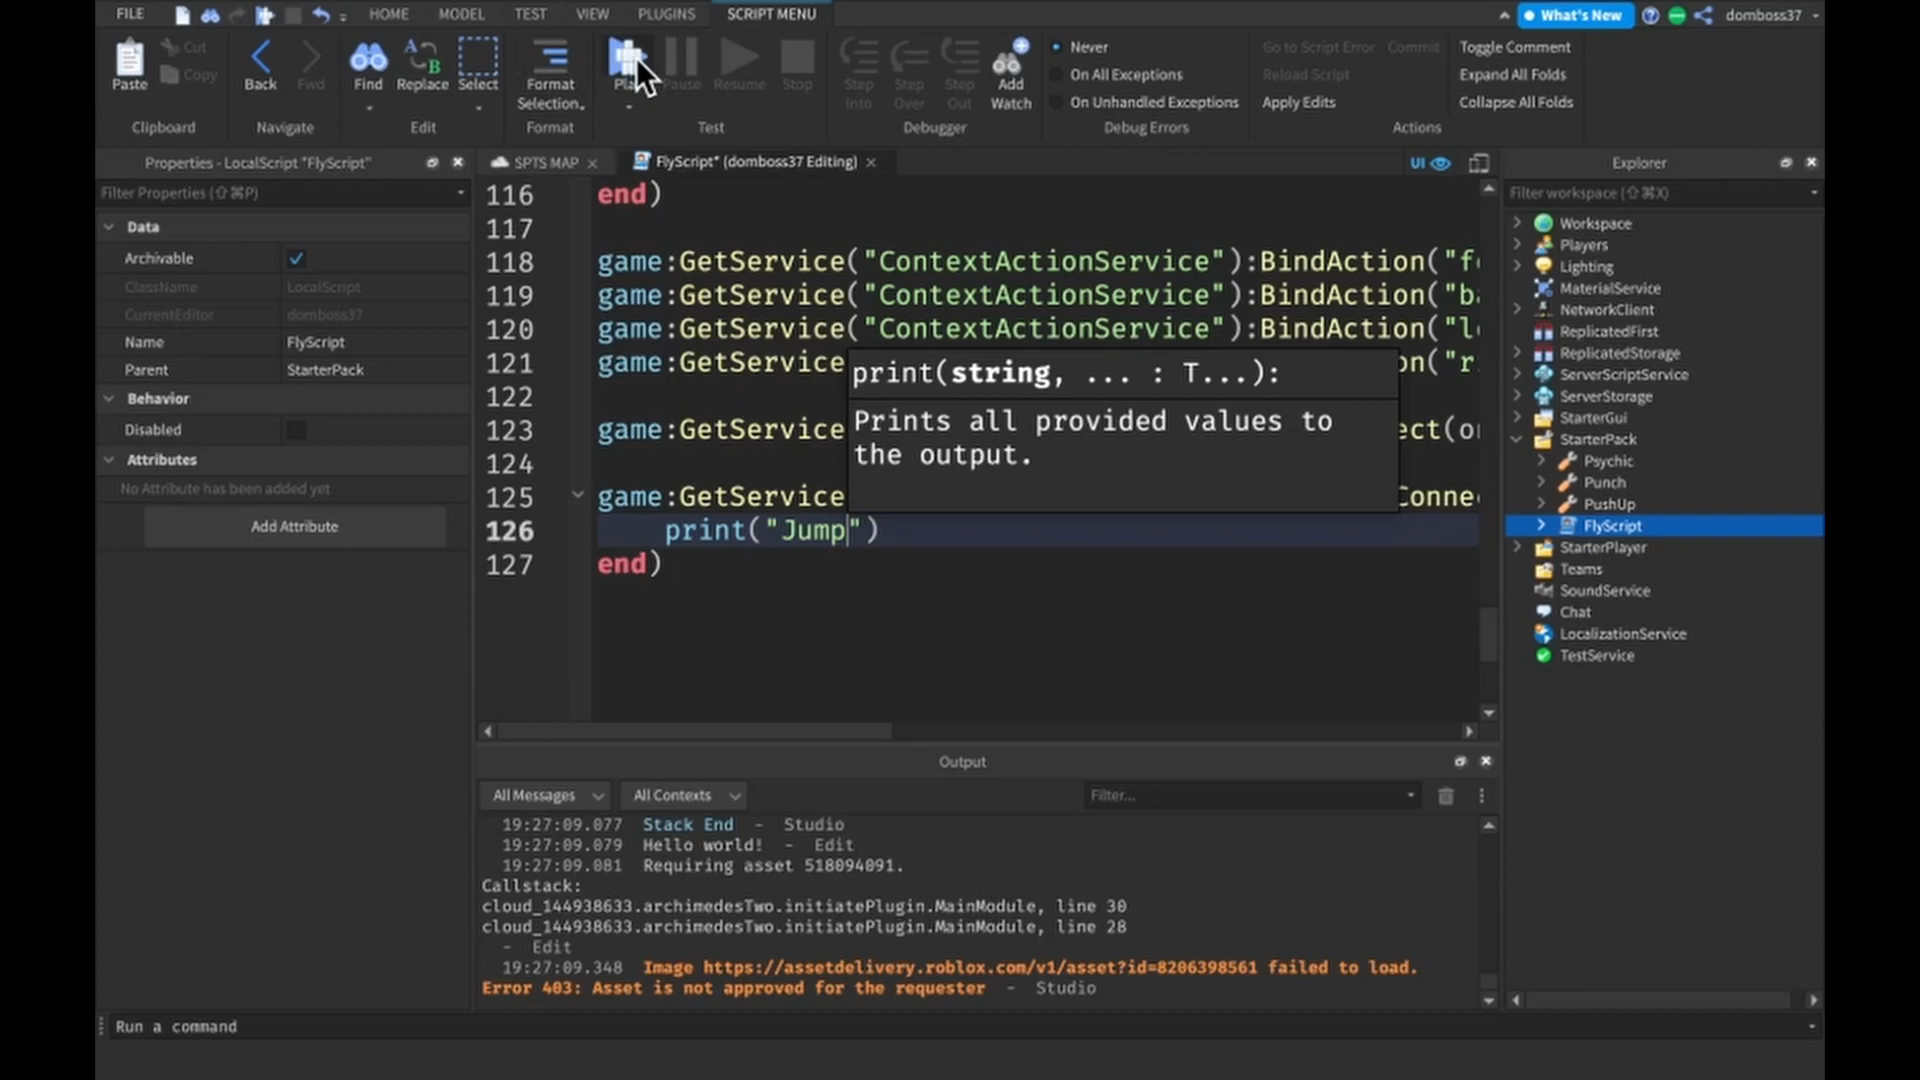 FILE HOME MODEL TEST VIEW PLUGINS SCRIPT MENU What's New domboss37
Paste Cut Copy Back Fwd Find Replace Select Format Selection Play Pause Resume Stop Step Into Step Over Step Out Add Watch
Never
On All Exceptions
On Unhandled Exceptions
Go to Script Error Commit
Reload Script
Apply Edits
Toggle Comment
Expand All Folds
Collapse All Folds
Clipboard Navigate Edit Format Test Debugger Debug Errors Actions
Properties - LocalScript "FlyScript"
Filter Properties (⇧⌘P)
Data
Archivable
ClassName LocalScript
CurrentEditor domboss37
Name FlyScript
Parent StarterPack
Behavior
Disabled
Attributes
No Attribute has been added yet
Add Attribute
SPTS MAP FlyScript* (domboss37 Editing) UI
116 end)
117
118 game:GetService("ContextActionService"):BindAction("fo
119 game:GetService("ContextActionService"):BindAction("ba
120 game:GetService("ContextActionService"):BindAction("le
121 game:GetService on("r
122
123 game:GetService ect(o
124
125 game:GetService Conne
126 print("Jump")
127 end)
print(string, ... : T...):
Prints all provided values to
the output.
Output
All Messages All Contexts Filter...
19:27:09.077 Stack End - Studio
19:27:09.079 Hello world! - Edit
19:27:09.081 Requiring asset 518094091.
Callstack:
cloud_144938633.archimedesTwo.initiatePlugin.MainModule, line 30
cloud_144938633.archimedesTwo.initiatePlugin.MainModule, line 28
- Edit
19:27:09.348 Image https://assetdelivery.roblox.com/v1/asset?id=8206398561 failed to load.
Error 403: Asset is not approved for the requester - Studio
Explorer
Filter workspace (⇧⌘X)
Workspace
Players
Lighting
MaterialService
NetworkClient
ReplicatedFirst
ReplicatedStorage
ServerScriptService
ServerStorage
StarterGui
StarterPack
Psychic
Punch
PushUp
FlyScript
StarterPlayer
Teams
SoundService
Chat
LocalizationService
TestService
Run a command